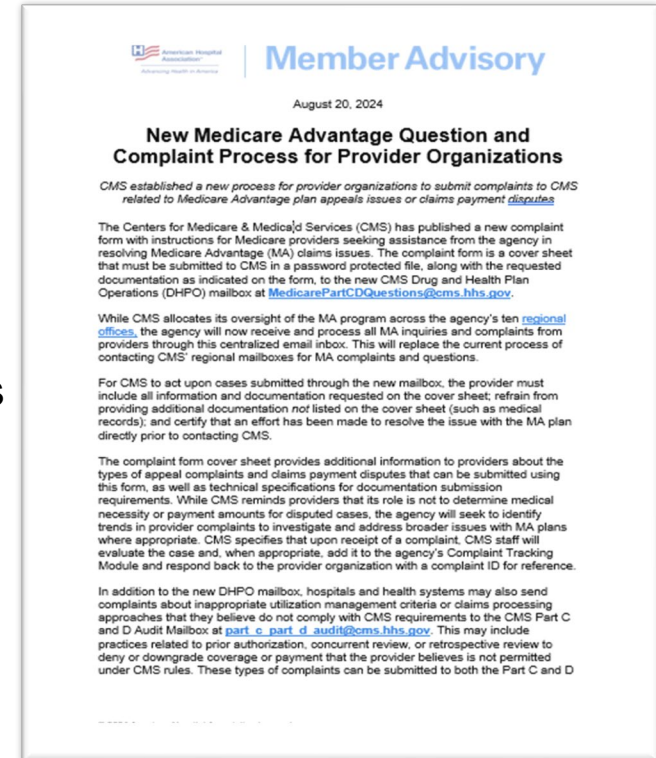 American Hospital
Association
Advancing Health in America
Member Advisory
August 20, 2024
New Medicare Advantage Question and
Complaint Process for Provider Organizations
CMS established a new process for provider organizations to submit complaints to CMS
related to Medicare Advantage plan appeals issues or claims payment disputes
The Centers for Medicare & Medicaid Services (CMS) has published a new complaint
form with instructions for Medicare providers seeking assistance from the agency in
resolving Medicare Advantage (MA) claims issues. The complaint form is a cover sheet
that must be submitted to CMS in a password protected file, along with the requested
documentation as indicated on the form, to the new CMS Drug and Health Plan
Operations (DHPO) mailbox at MedicarePartCDQuestions@cms.hhs.gov.
While CMS allocates its oversight of the MA program across the agency's ten regional
offices, the agency will now receive and process all MA inquiries and complaints from
providers through this centralized email inbox. This will replace the current process of
contacting CMS' regional mailboxes for MA complaints and questions.
For CMS to act upon cases submitted through the new mailbox, the provider must
include all information and documentation requested on the cover sheet; refrain from
providing additional documentation not listed on the cover sheet (such as medical
records); and certify that an effort has been made to resolve the issue with the MA plan
directly prior to contacting CMS.
s
The complaint form cover sheet provides additional information to providers about the
types of appeal complaints and claims payment disputes that can be submitted using
this form, as well as technical specifications for documentation submission
requirements. While CMS reminds providers that its role is not to determine medical
necessity or payment amounts for disputed cases, the agency will seek to identify
trends in provider complaints to investigate and address broader issues with MA plans
where appropriate. CMS specifies that upon receipt of a complaint, CMS staff will
evaluate the case and, when appropriate, add it to the agency's Complaint Tracking
Module and respond back to the provider organization with a complaint ID for reference.
In addition to the new DHPO mailbox, hospitals and health systems may also send
complaints about inappropriate utilization management criteria or claims processing
approaches that they believe do not comply with CMS requirements to the CMS Part C
and D Audit Mailbox at part_c_part_d_audit@cms.hhs.gov. This may include
practices related to prior authorization, concurrent review, or retrospective review to
deny or downgrade coverage or payment that the provider believes is not permitted
under CMS rules. These types of complaints can be submitted to both the Part C and D